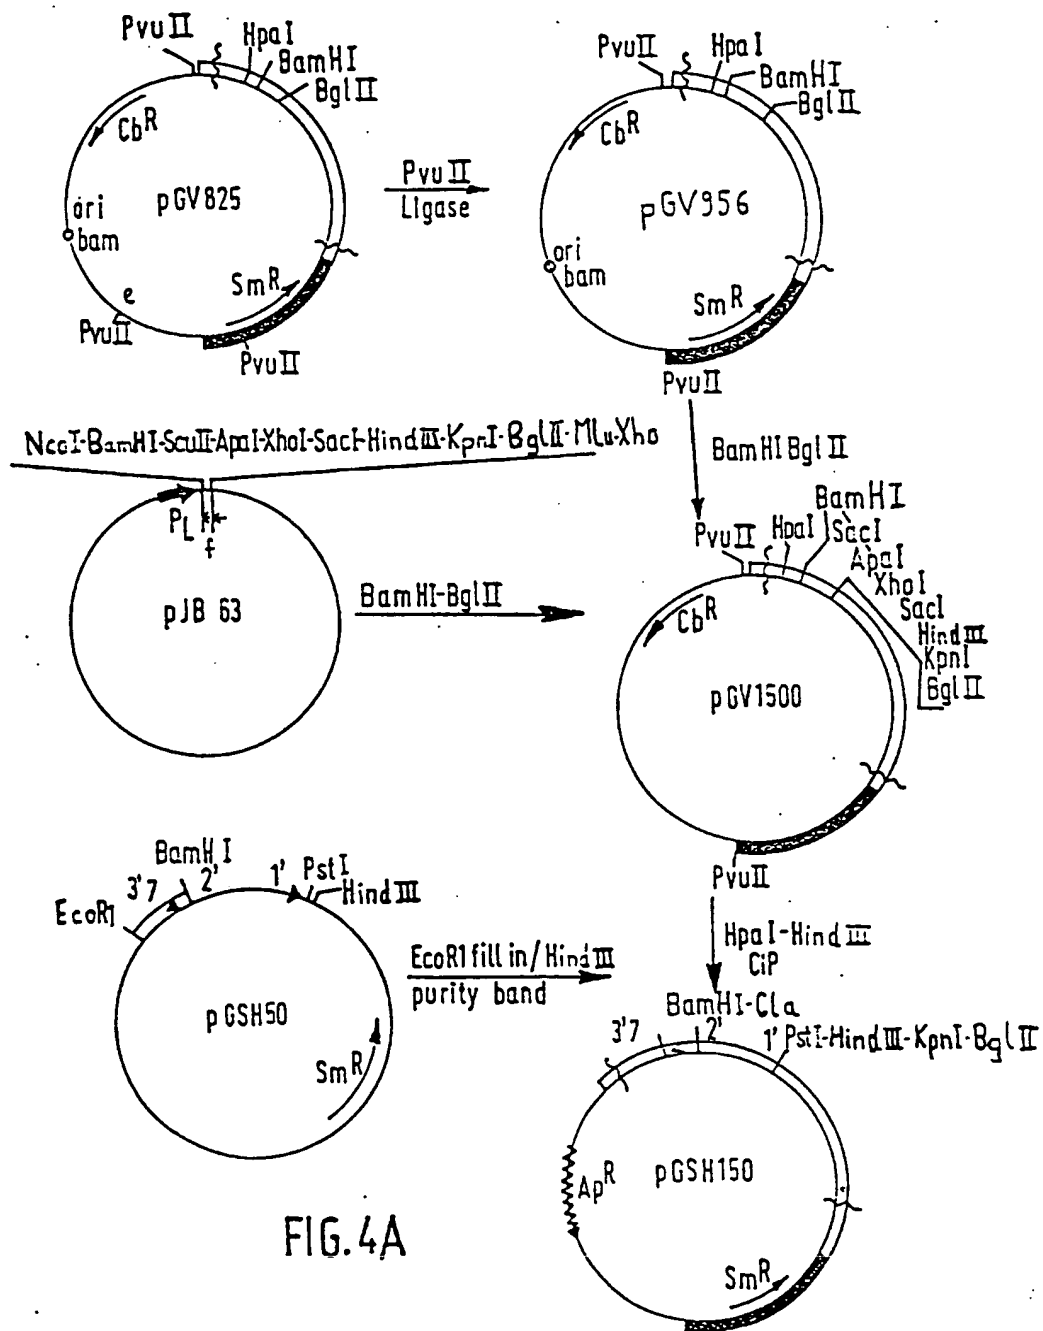 PvuII
HpaI
BamHI
BglII
CbR
pGV825
ori
bam
e
PvuII
SmR
PvuII
PvuII
Ligase
PvuII
HpaI
BamHI
BglII
CbR
pGV956
ori
bam
SmR
PvuII
NcoI-BamHI-ScuII-ApaI-XhoI-SacI-HindIII-KpnI-BglII-Mlu-Xho
PL
f
pJB 63
BamHI-BglII
BamHI BglII
PvuII
HpaI
BamHI
SacI
ApaI
XhoI
SacI
HindIII
KpnI
BglII
CbR
pGV1500
PvuII
EcoR1
3'7
BamHI
2'
1'
PstI
HindIII
pGSH50
SmR
EcoR1 fill in/HindIII
purity band
HpaI-HindIII
CiP
BamHI-Cla
3'7
2'
1'
PstI-HindIII-KpnI-BglII
ApR
pGSH150
SmR
FIG. 4A